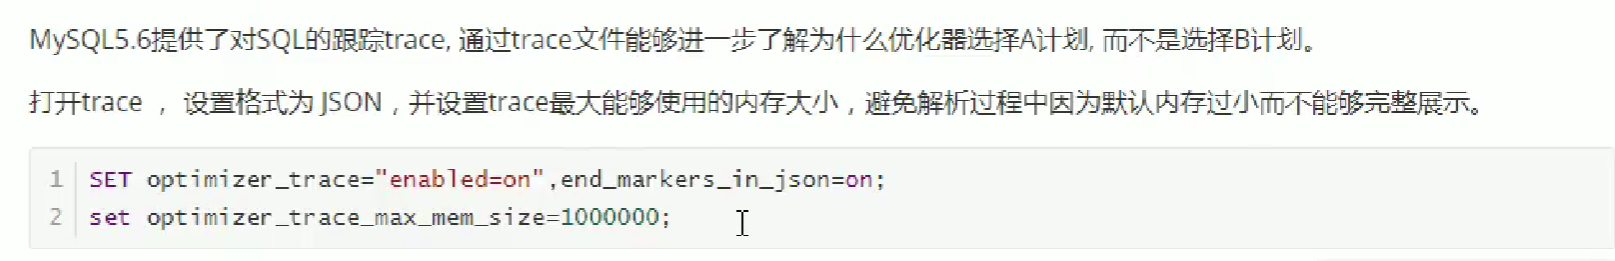 MySQL5.6提供了对SQL的跟踪trace, 通过trace文件能够进一步了解为什么优化器选择A计划, 而不是选择B计划。
打开trace ， 设置格式为 JSON，并设置trace最大能够使用的内存大小，避免解析过程中因为默认内存过小而不能够完整展示。
1 SET optimizer_trace="enabled=on",end_markers_in_json=on;
2 set optimizer_trace_max_mem_size=1000000;